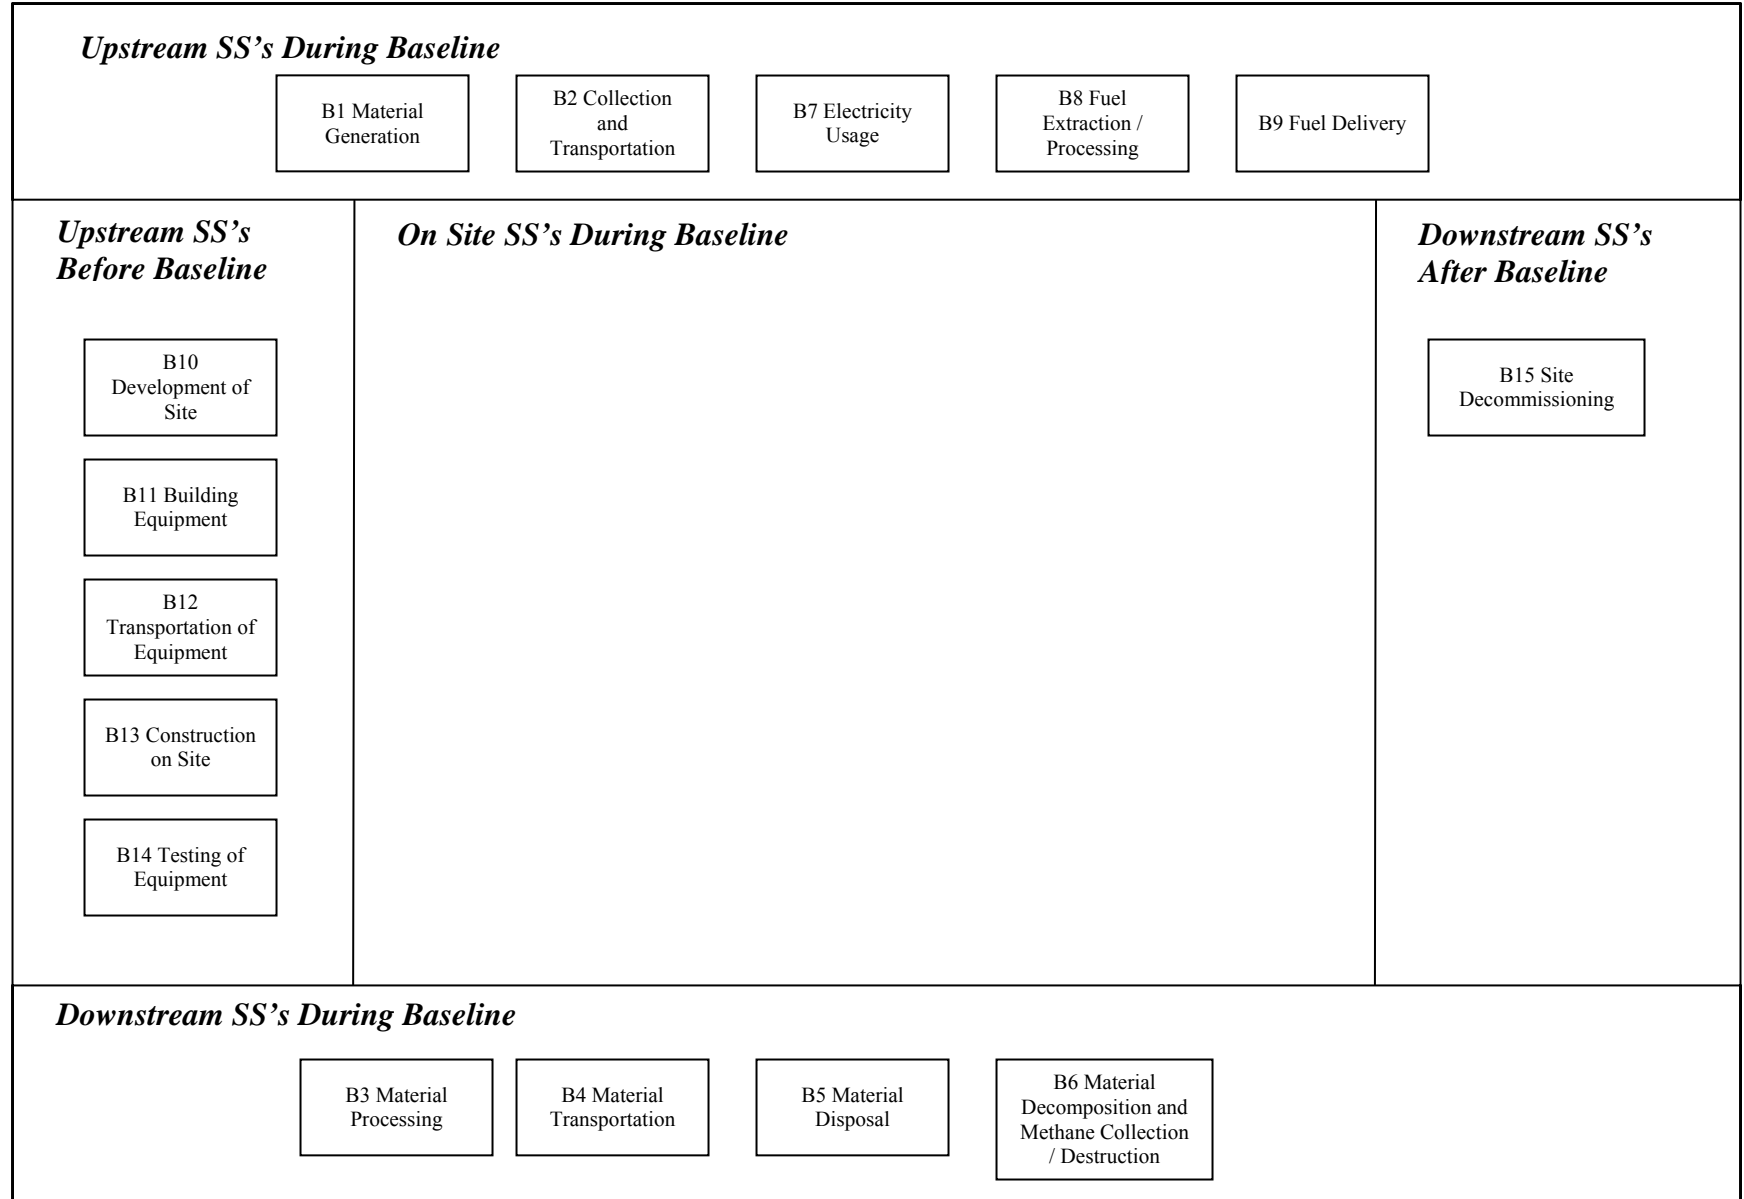 Upstream SS’s During Baseline
B1 Material
Generation
B2 Collection
and
Transportation
B7 Electricity
Usage
B8 Fuel
Extraction /
Processing
B9 Fuel Delivery
Upstream SS’s
Before Baseline
B10
Development of
Site
B11 Building
Equipment
B12
Transportation of
Equipment
B13 Construction
on Site
B14 Testing of
Equipment
On Site SS’s During Baseline
Downstream SS’s
After Baseline
B15 Site
Decommissioning
Downstream SS’s During Baseline
B3 Material
Processing
B4 Material
Transportation
B5 Material
Disposal
B6 Material
Decomposition and
Methane Collection
/ Destruction